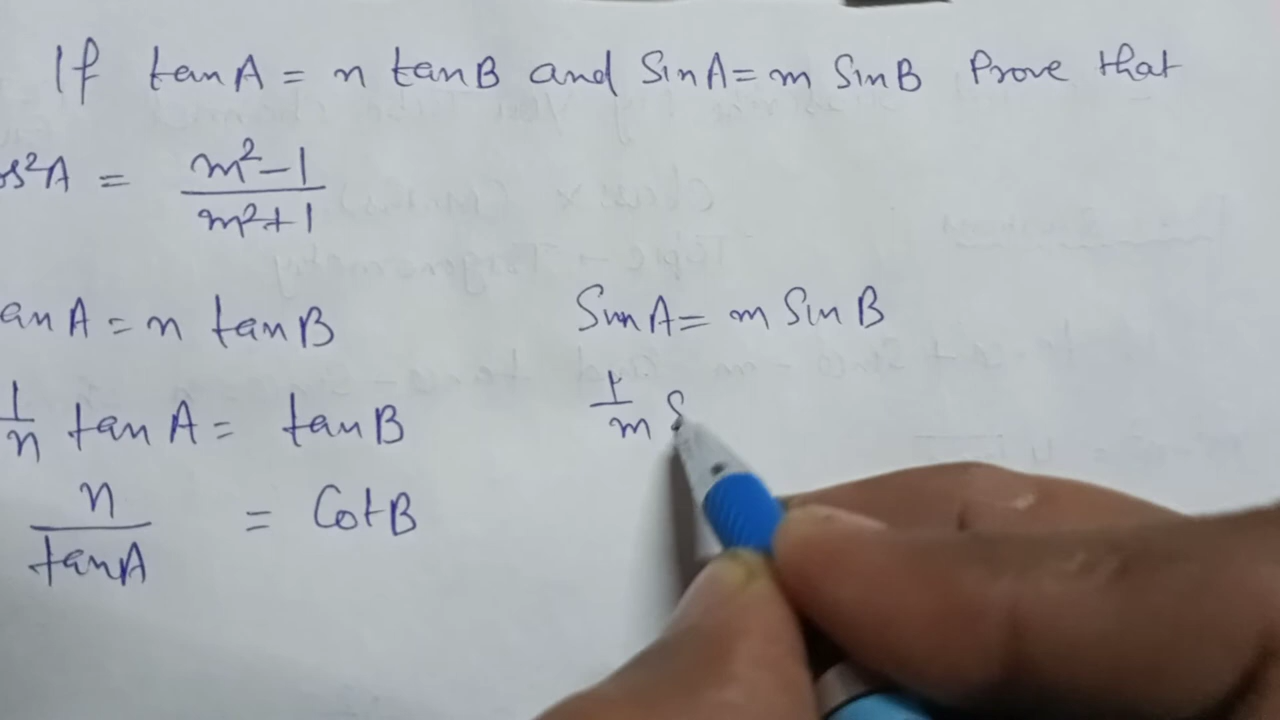 If tanA = n tanB and SinA = m SinB Prove that
os²A = m²-1 / m²+1
anA = n tanB
SinA = m SinB
1/n tanA = tanB
1/m S
n/tanA = CotB